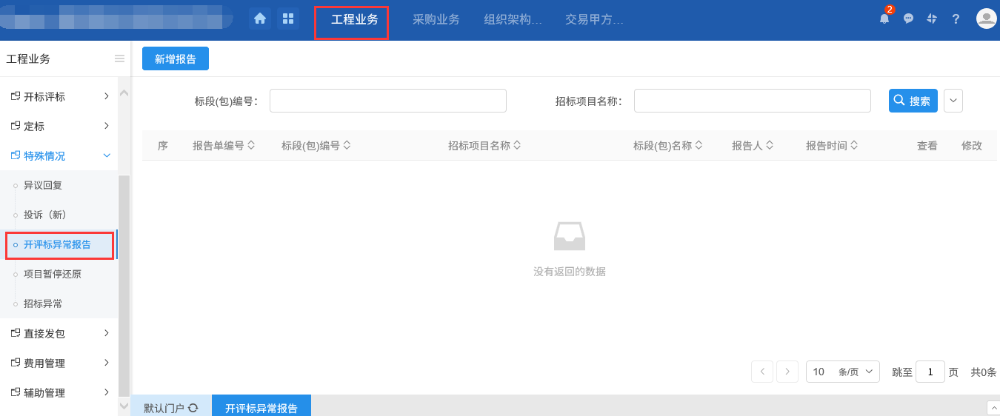 工程业务 采购业务 组织架构... 交易甲方... 2 ?
工程业务
新增报告
开标评标
定标
特殊情况
异议回复
投诉（新）
开评标异常报告
项目暂停还原
招标异常
直接发包
费用管理
辅助管理
标段(包)编号： 招标项目名称： 搜索
序 报告单编号 标段(包)编号 招标项目名称 标段(包)名称 报告人 报告时间 查看 修改
没有返回的数据
10 条/页 跳至 1 页 共0条
默认门户 开评标异常报告